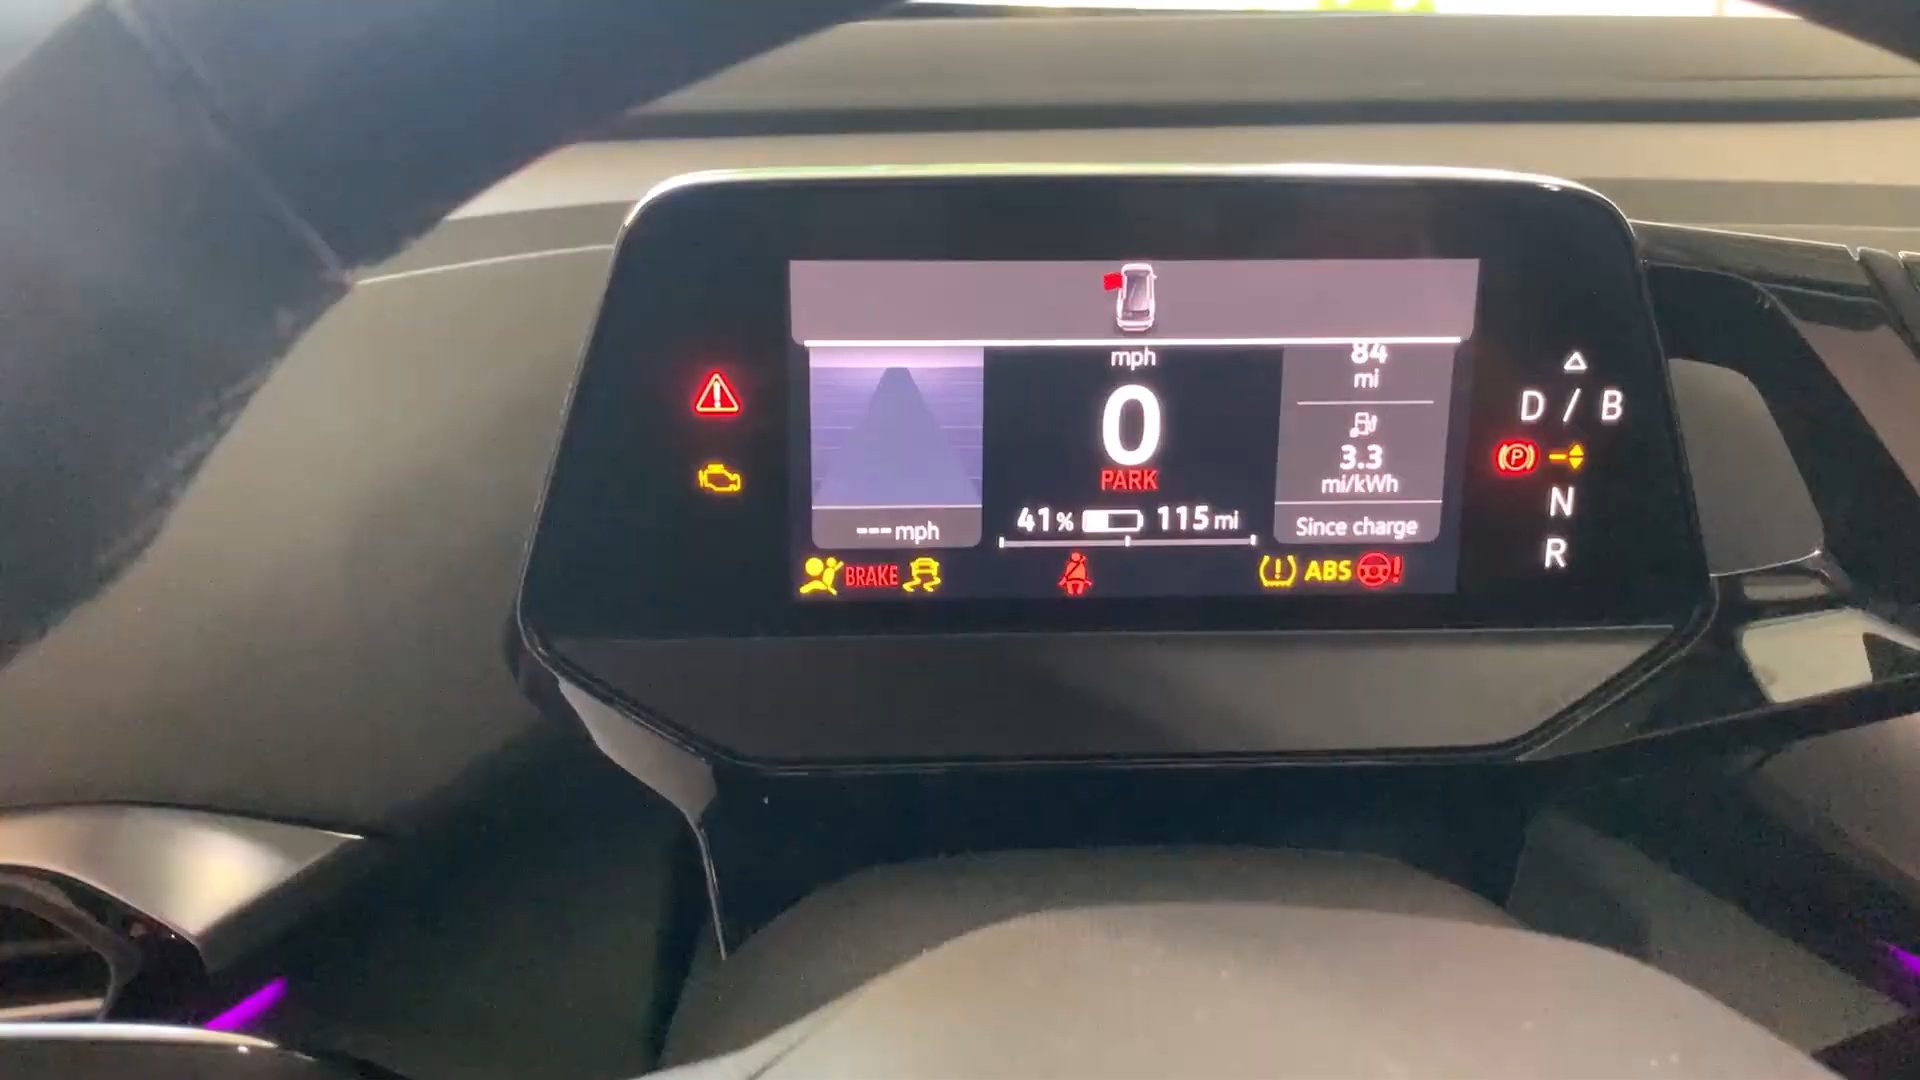 mph
0
PARK
41% 115 mi
--- mph
84
mi
3.3
mi/kWh
Since charge
BRAKE
ABS
D / B
P
N
R